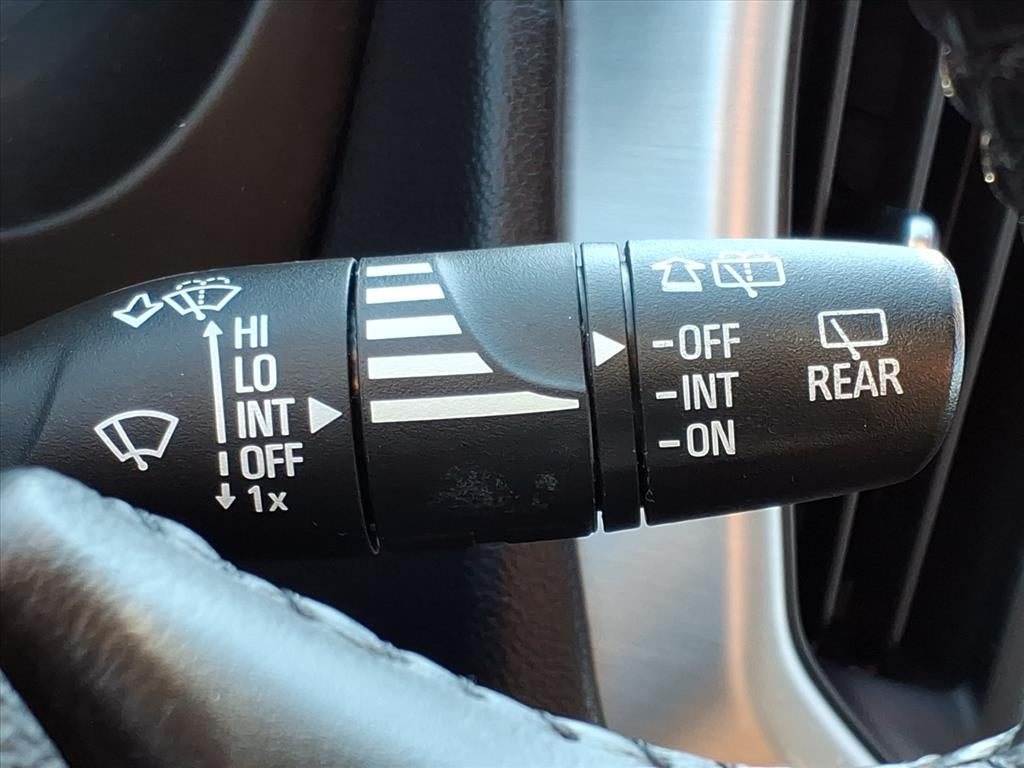 HI
LO
INT
OFF
1x
-OFF
-INT
-ON
REAR